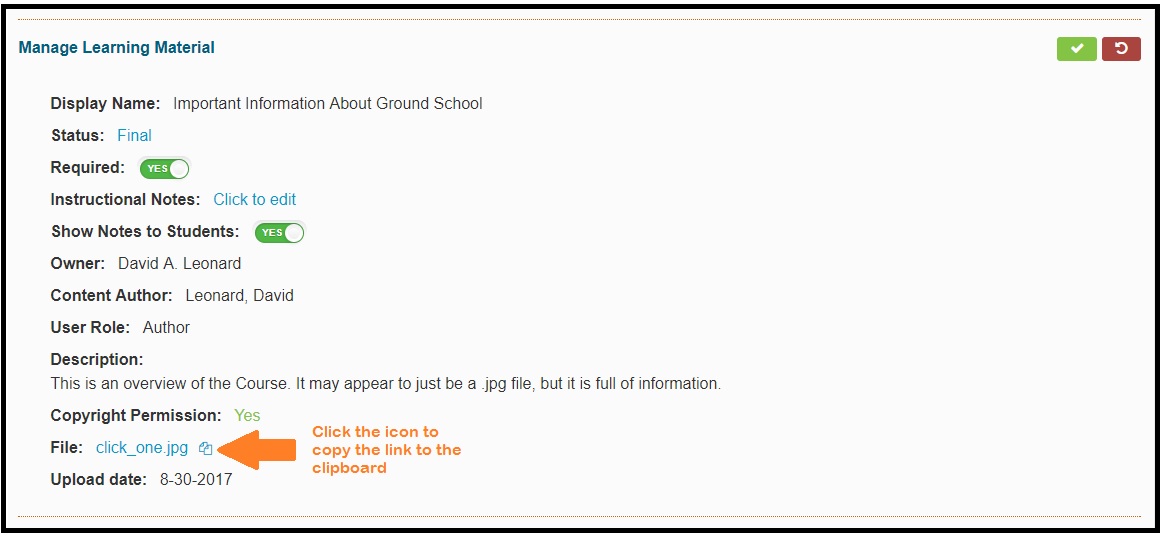 Manage Learning Material
Display Name: Important Information About Ground School
Status: Final
Required: YES
Instructional Notes: Click to edit
Show Notes to Students: YES
Owner: David A. Leonard
Content Author: Leonard, David
User Role: Author
Description:
This is an overview of the Course. It may appear to just be a .jpg file, but it is full of information.
Copyright Permission: Yes
File: click_one.jpg
Click the icon to
copy the link to the
clipboard
Upload date: 8-30-2017